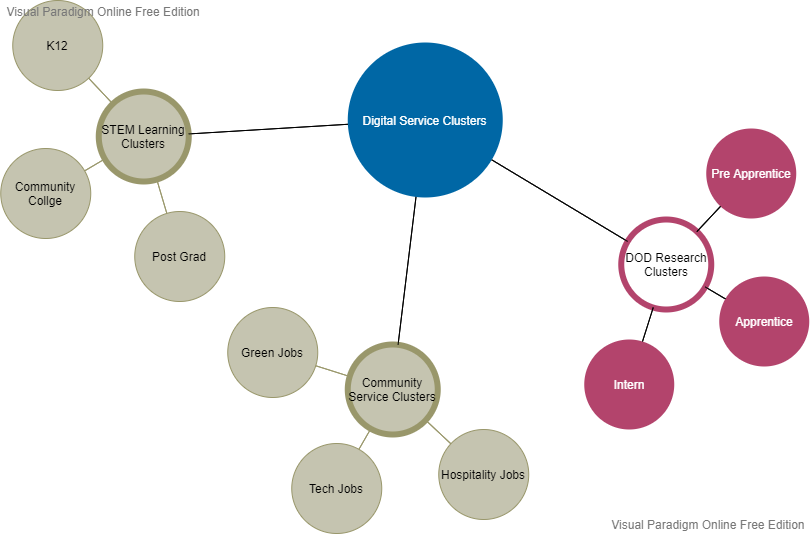 Visual Paradigm Online Free Edition
K12
Digital Service Clusters
STEM Learning
Clusters
Pre Apprentice
Community
Collge
Post Grad
DOD Research
Clusters
Apprentice
Green Jobs
Community
Service Clusters
Intern
Tech Jobs
Hospitality Jobs
Visual Paradigm Online Free Edition